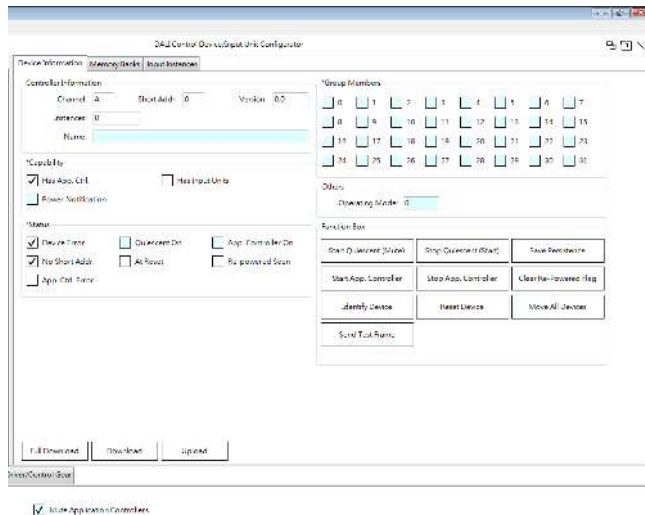 DALI Control Device/Input Unit Configurator
Device Information Memory Banks Input Instances
Controller Information
Channel A Short Addr 0 Version 0.0
Instances 0
Name
*Capability
Has App. Ctrl. Has Input Units
Power Notification
*Status
Device Error Quiescent On App. Controller On
No Short Addr. At Reset Re-powered Seen
App. Ctrl. Error
*Group Members
0 1 2 3 4 5 6 7
8 9 10 11 12 13 14 15
16 17 18 19 20 21 22 23
24 25 26 27 28 29 30 31
Others
Operating Mode: 0
Function Box
Start Quiescent (Mute) Stop Quiescent (Start) Save Persistence
Start App. Controller Stop App. Controller Clear Re-Powered Flag
Identify Device Reset Device Move All Devices
Send Test Frame
Full Download Download Upload
Driver/Control Gear
Mute Application Controllers